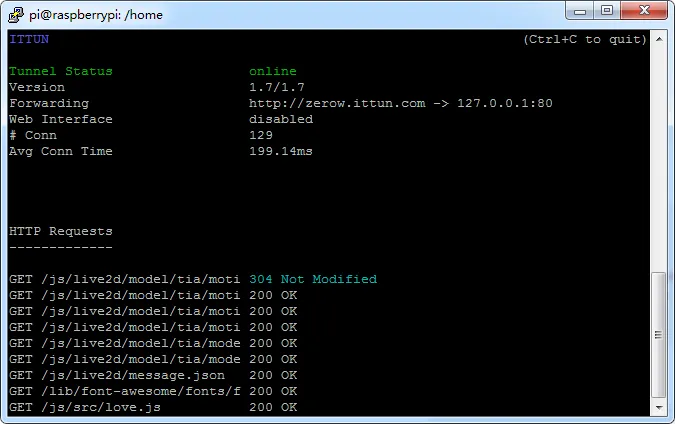 pi@raspberrypi: /home
ITTUN (Ctrl+C to quit)
Tunnel Status online
Version 1.7/1.7
Forwarding http://zerow.ittun.com -> 127.0.0.1:80
Web Interface disabled
# Conn 129
Avg Conn Time 199.14ms
HTTP Requests
-------------
GET /js/live2d/model/tia/moti 304 Not Modified
GET /js/live2d/model/tia/moti 200 OK
GET /js/live2d/model/tia/moti 200 OK
GET /js/live2d/model/tia/moti 200 OK
GET /js/live2d/model/tia/mode 200 OK
GET /js/live2d/model/tia/mode 200 OK
GET /js/live2d/message.json 200 OK
GET /lib/font-awesome/fonts/f 200 OK
GET /js/src/love.js 200 OK